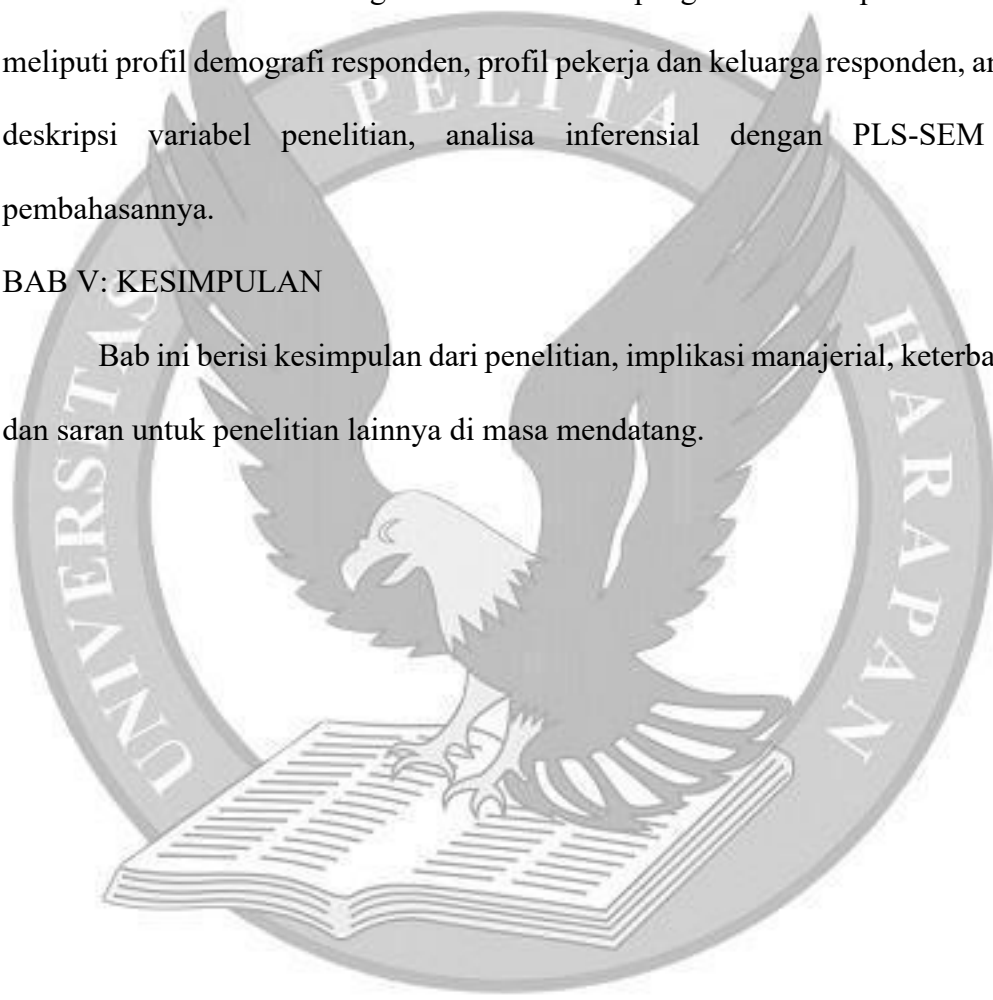 meliputi profil demografi responden, profil pekerja dan keluarga responden,
deskripsi variabel penelitian, analisa inferensial dengan PLS-SEM
pembahasannya.
BAB V: KESIMPULAN
Bab ini berisi kesimpulan dari penelitian, implikasi manajerial, keterba
dan saran untuk penelitian lainnya di masa mendatang.
UNIVERSITAS PELITA HARAPAN